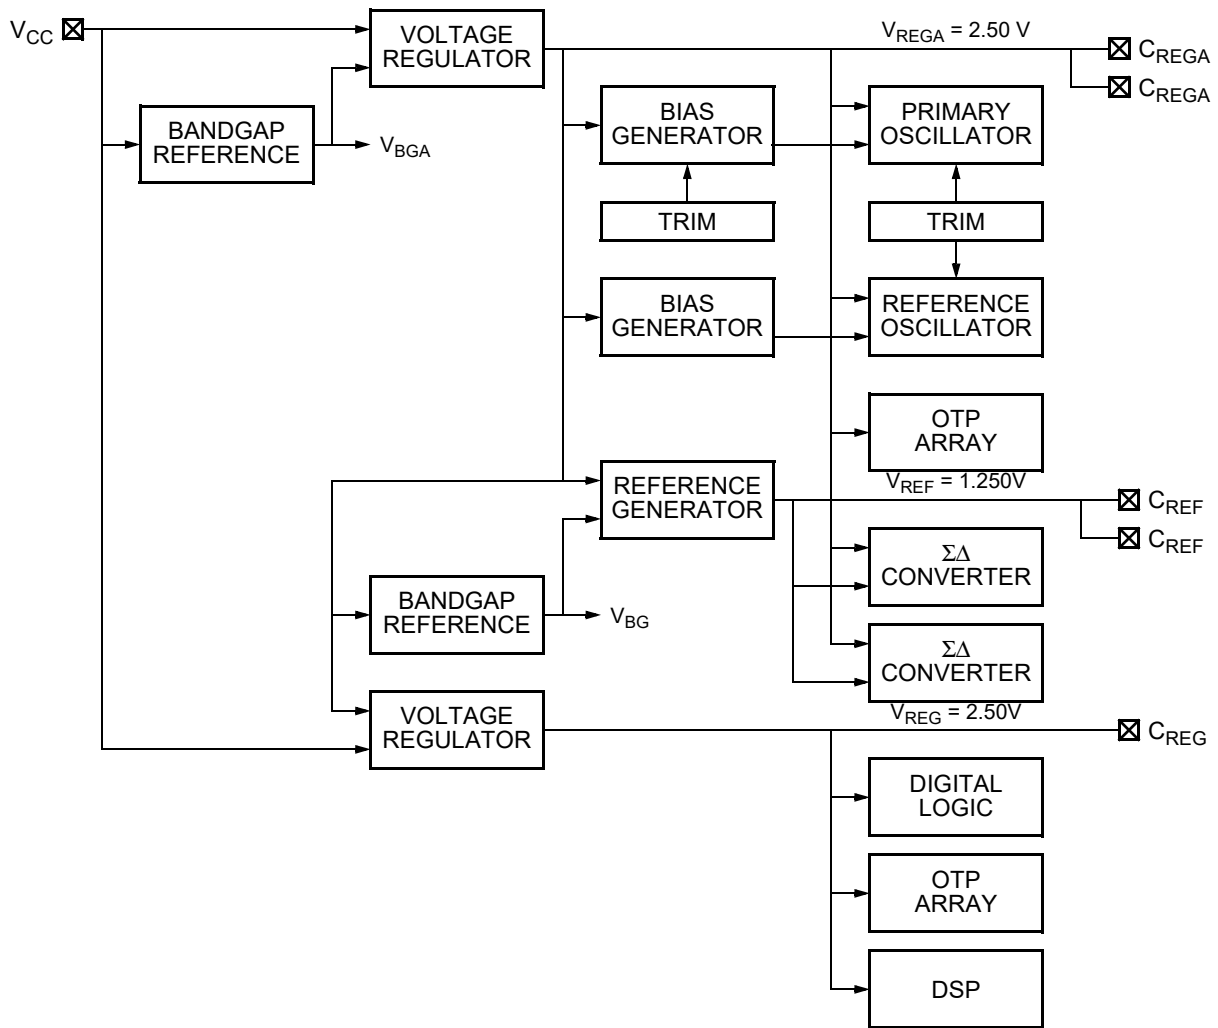 VCC
VOLTAGE
REGULATOR
VREGA = 2.50 V
CREGA
CREGA
BANDGAP
REFERENCE
VBGA
BIAS
GENERATOR
PRIMARY
OSCILLATOR
TRIM
TRIM
BIAS
GENERATOR
REFERENCE
OSCILLATOR
OTP
ARRAY
REFERENCE
GENERATOR
VREF = 1.250V
CREF
CREF
ΣΔ
CONVERTER
BANDGAP
REFERENCE
VBG
ΣΔ
CONVERTER
VOLTAGE
REGULATOR
VREG = 2.50V
CREG
DIGITAL
LOGIC
OTP
ARRAY
DSP